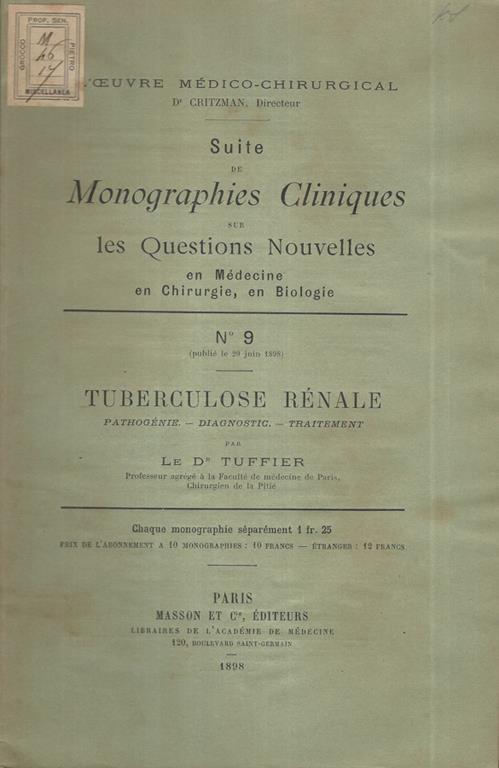 PROF. SEN.
GROCCO
PIETRO
M
46
17
MISCELLANEA
L'ŒUVRE MÉDICO-CHIRURGICAL
Dr CRITZMAN, Directeur
Suite
DE
Monographies Cliniques
SUR
les Questions Nouvelles
en Médecine
en Chirurgie, en Biologie
N° 9
(publié le 29 juin 1898)
TUBERCULOSE RÉNALE
PATHOGÉNIE. — DIAGNOSTIC. — TRAITEMENT
PAR
LE Dr TUFFIER
Professeur agrégé à la Faculté de médecine de Paris,
Chirurgien de la Pitié
Chaque monographie séparément 1 fr. 25
PRIX DE L'ABONNEMENT A 10 MONOGRAPHIES : 10 FRANCS — ÉTRANGER : 12 FRANCS.
PARIS
MASSON ET Cie, ÉDITEURS
LIBRAIRES DE L'ACADÉMIE DE MÉDECINE
120, BOULEVARD SAINT-GERMAIN
1898